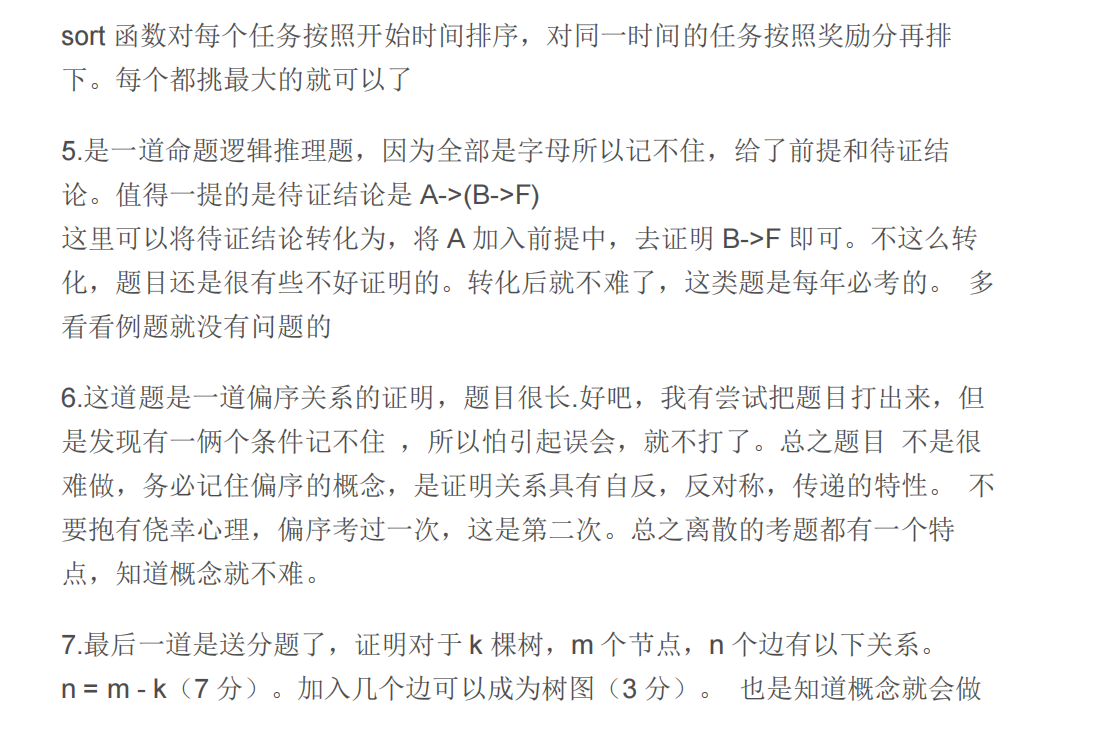 sort 函数对每个任务按照开始时间排序，对同一时间的任务按照奖励分再排
下。每个都挑最大的就可以了
5.是一道命题逻辑推理题，因为全部是字母所以记不住，给了前提和待证结
论。值得一提的是待证结论是 A->(B->F)
这里可以将待证结论转化为，将 A 加入前提中，去证明 B->F 即可。不这么转
化，题目还是很有些不好证明的。转化后就不难了，这类题是每年必考的。 多
看看例题就没有问题的
6.这道题是一道偏序关系的证明，题目很长.好吧，我有尝试把题目打出来，但
是发现有一俩个条件记不住 ，所以怕引起误会，就不打了。总之题目 不是很
难做，务必记住偏序的概念，是证明关系具有自反，反对称，传递的特性。 不
要抱有侥幸心理，偏序考过一次，这是第二次。总之离散的考题都有一个特
点，知道概念就不难。
7.最后一道是送分题了，证明对于 k 棵树，m 个节点，n 个边有以下关系。
n = m - k（7 分）。加入几个边可以成为树图（3 分）。 也是知道概念就会做